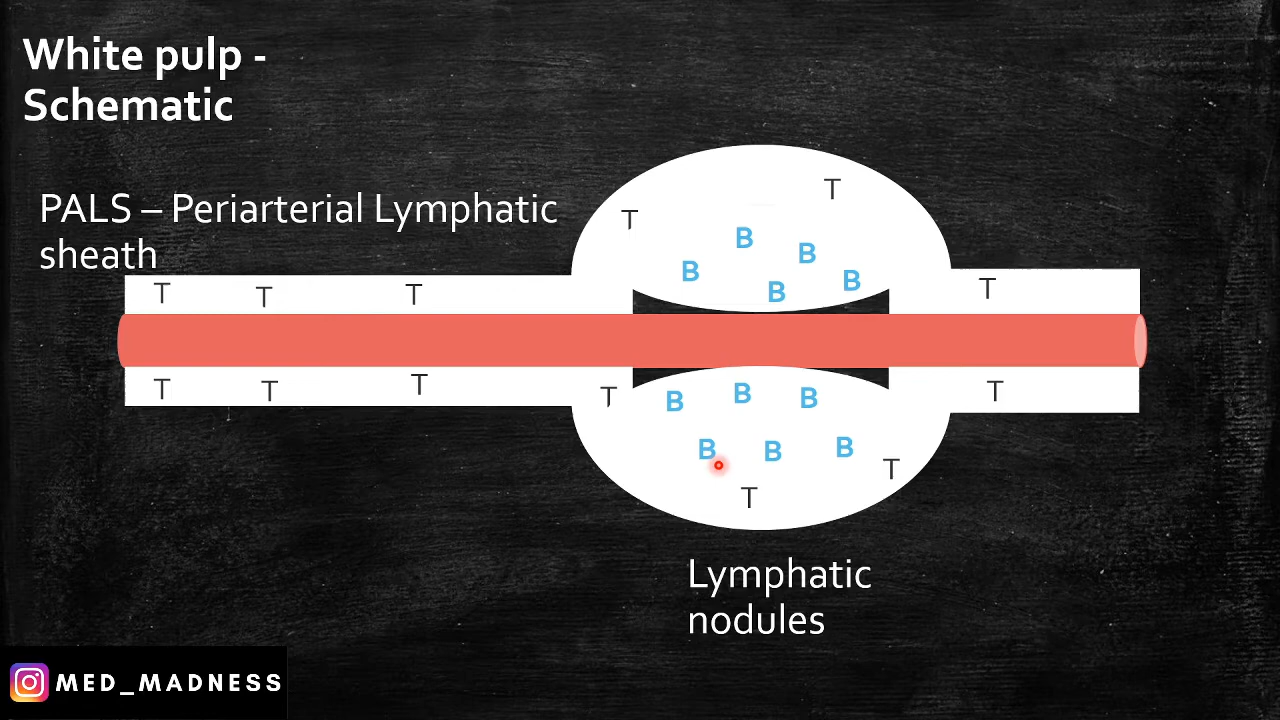 White pulp -
Schematic
PALS – Periarterial Lymphatic
sheath
T
T
B
B
B
B
B
T T T T
T T T T B B B T
B B B
T
T
Lymphatic
nodules
MED_MADNESS